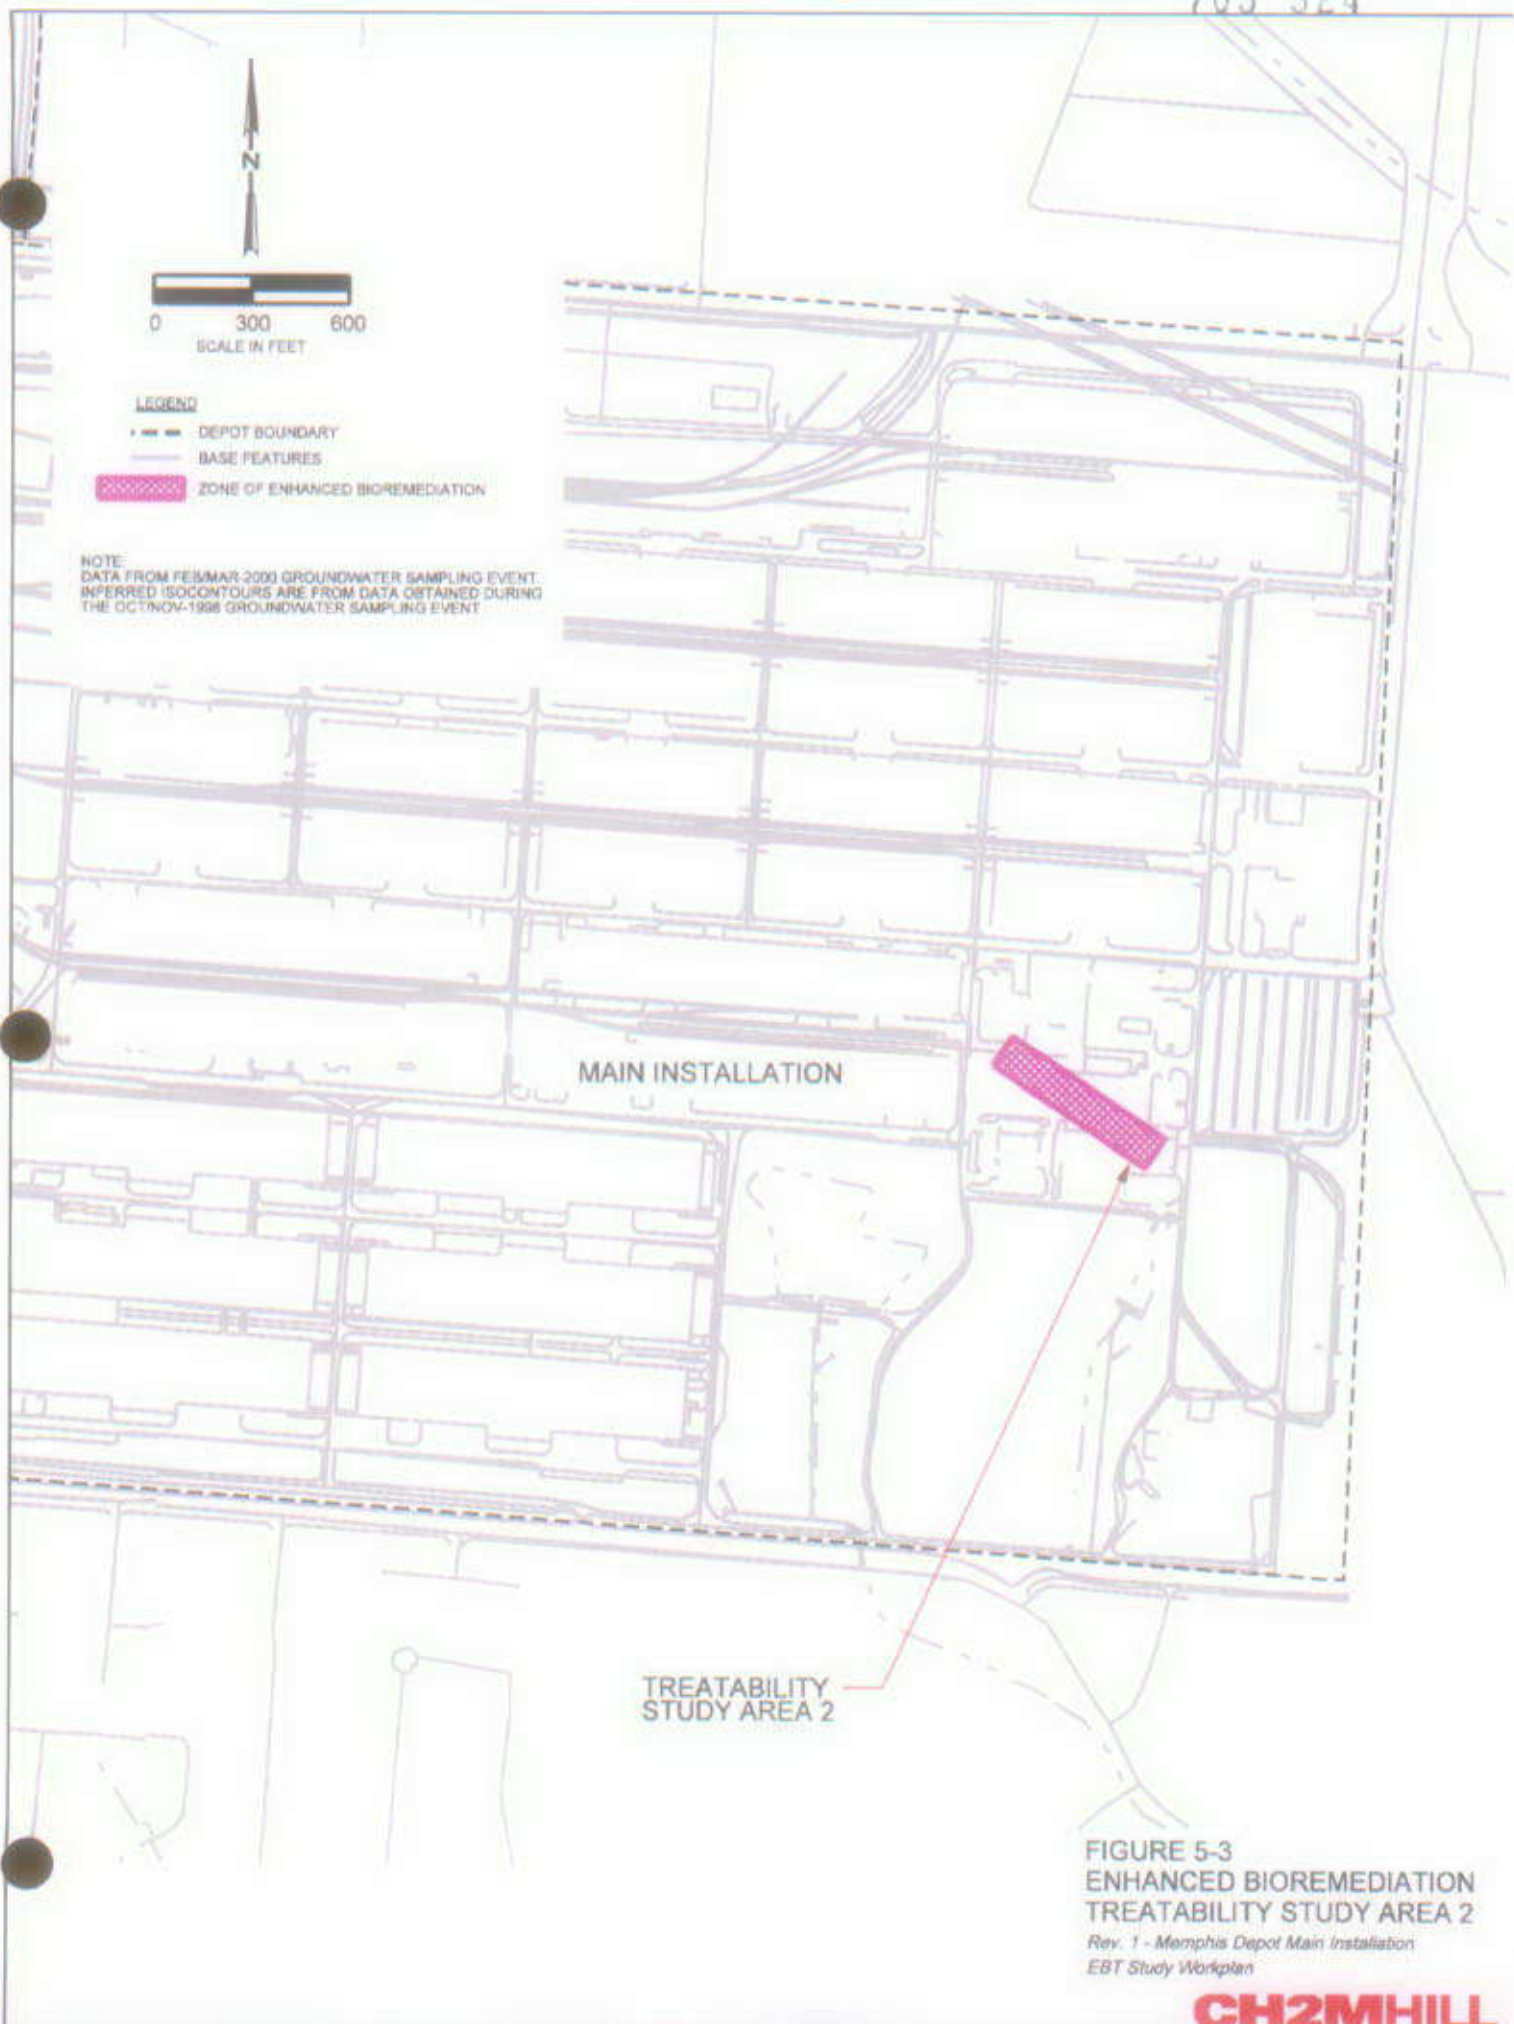 N
0 300 600
SCALE IN FEET
LEGEND
DEPOT BOUNDARY
BASE FEATURES
ZONE OF ENHANCED BIOREMEDIATION
NOTE:
DATA FROM FEB/MAR-2000 GROUNDWATER SAMPLING EVENT.
INFERRED ISOCONTOURS ARE FROM DATA OBTAINED DURING
THE OCT/NOV-1998 GROUNDWATER SAMPLING EVENT
MAIN INSTALLATION
TREATABILITY
STUDY AREA 2
FIGURE 5-3
ENHANCED BIOREMEDIATION
TREATABILITY STUDY AREA 2
Rev. 1 - Memphis Depot Main Installation
EBT Study Workplan
CH2MHILL